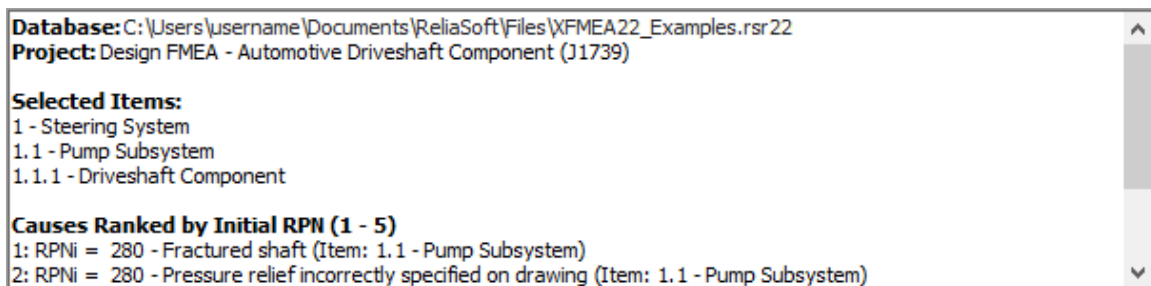 Database: C:\Users\username\Documents\ReliaSoft\Files\XFMEA22_Examples.rsr22
Project: Design FMEA - Automotive Driveshaft Component (J1739)
Selected Items:
1 - Steering System
1.1 - Pump Subsystem
1.1.1 - Driveshaft Component
Causes Ranked by Initial RPN (1 - 5)
1: RPNi = 280 - Fractured shaft (Item: 1.1 - Pump Subsystem)
2: RPNi = 280 - Pressure relief incorrectly specified on drawing (Item: 1.1 - Pump Subsystem)